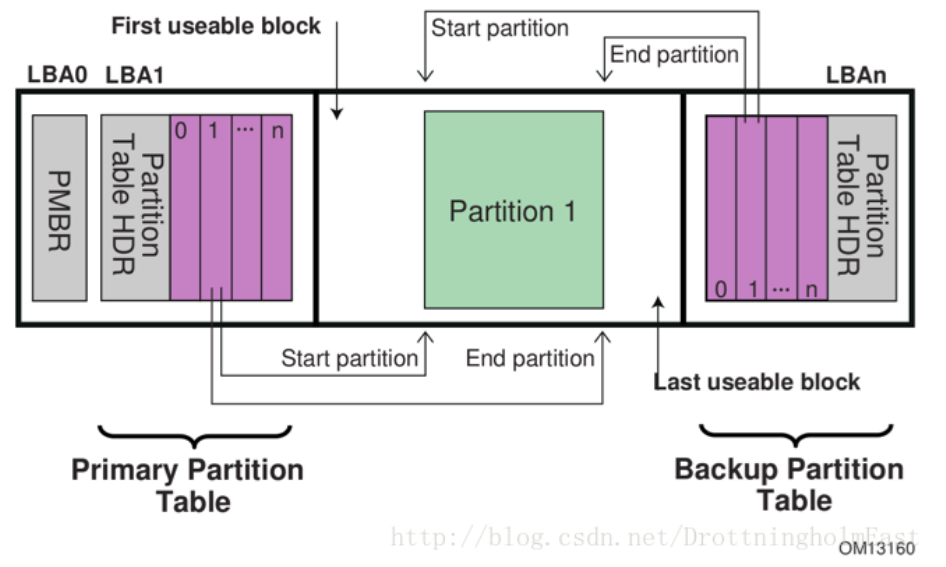 First useable block
Start partition
End partition
LBA0
LBA1
LBAn
PMBR
Partition
Table HDR
0 1 ... n
Partition 1
Partition
Table HDR
0 1 ... n
Start partition
End partition
Last useable block
Primary Partition
Table
Backup Partition
Table
http://blog.csdn.net/DrottningholmEast
OM13160